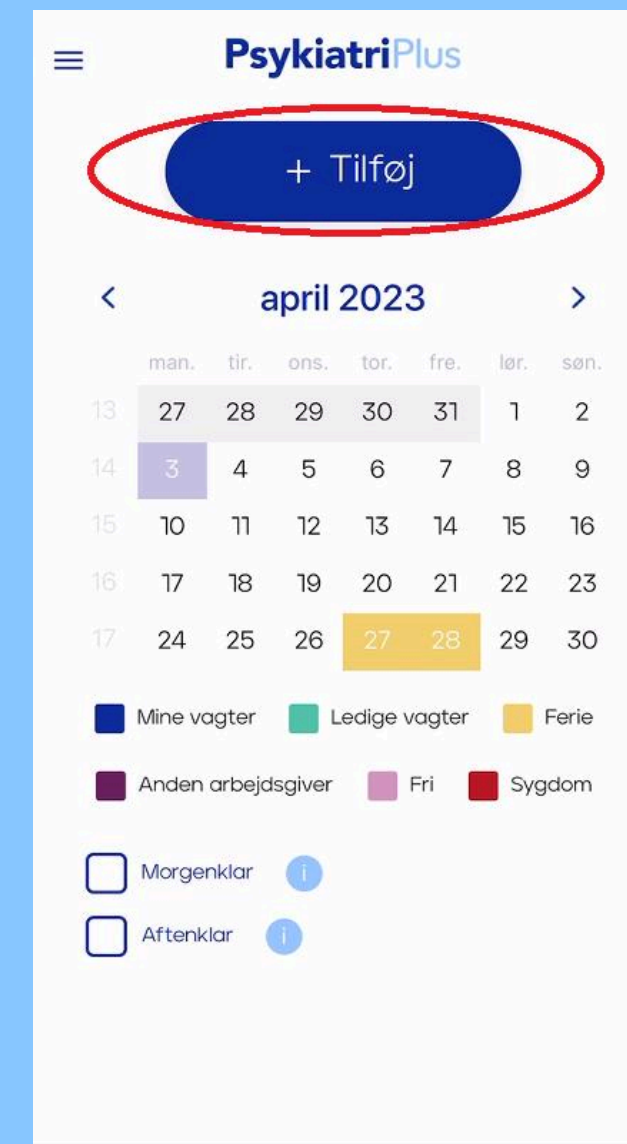 PsykiatriPlus
+ Tilføj
< april 2023 >
man. tir. ons. tor. fre. lør. søn.
13 27 28 29 30 31 1 2
14 3 4 5 6 7 8 9
15 10 11 12 13 14 15 16
16 17 18 19 20 21 22 23
17 24 25 26 27 28 29 30
Mine vagter Ledige vagter Ferie
Anden arbejdsgiver Fri Sygdom
Morgenklar i
Aftenklar i